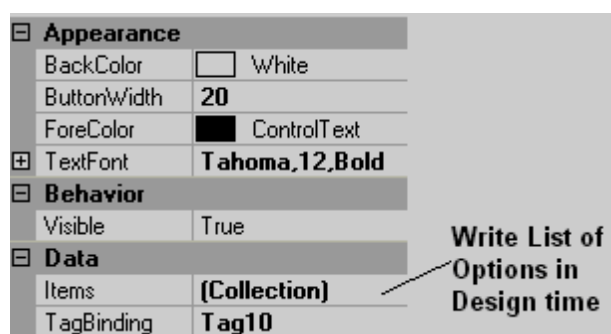 Appearance
BackColor White
ButtonWidth 20
ForeColor ControlText
TextFont Tahoma,12,Bold
Behavior
Visible True
Data
Items (Collection)
TagBinding Tag10
Write List of
Options in
Design time